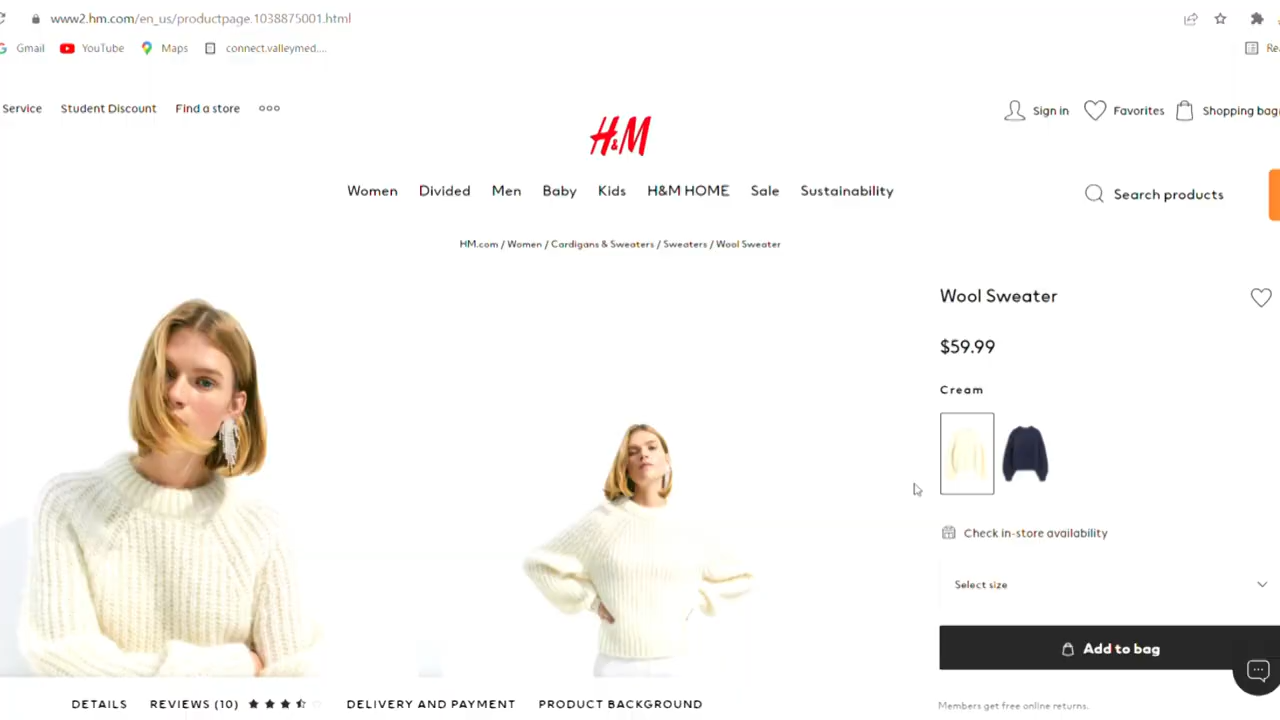 www2.hm.com/en_us/productpage.1038875001.html
Gmail YouTube Maps connect.valleymed....
Service Student Discount Find a store
Sign in Favorites Shopping bag
H&M
Women Divided Men Baby Kids H&M HOME Sale Sustainability
Search products
HM.com / Women / Cardigans & Sweaters / Sweaters / Wool Sweater
Wool Sweater
$59.99
Cream
Check in-store availability
Select size
Add to bag
DETAILS REVIEWS (10) DELIVERY AND PAYMENT PRODUCT BACKGROUND
Members get free online returns.